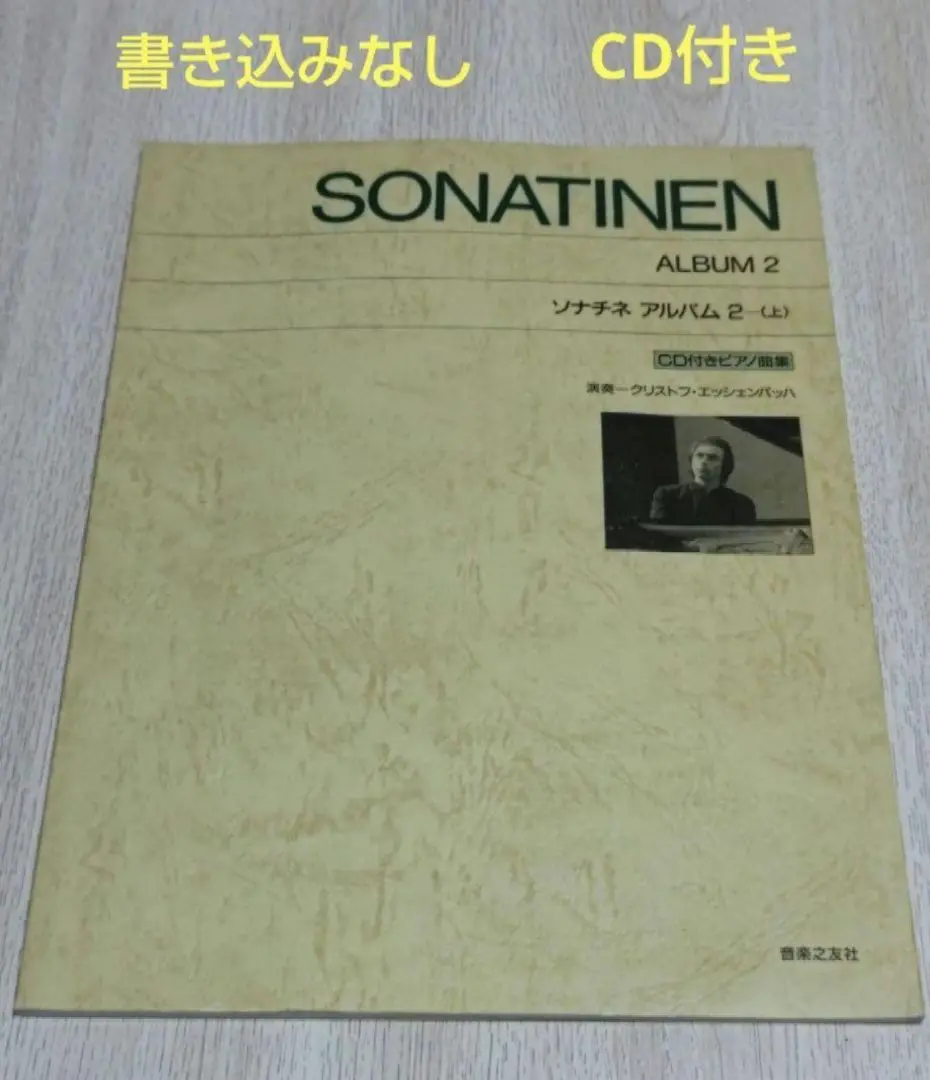 書き込みなし CD付き
SONATINEN
ALBUM 2
ソナチネ アルバム 2―(上)
CD付きピアノ曲集
演奏―クリストフ・エッシェンバッハ
音楽之友社